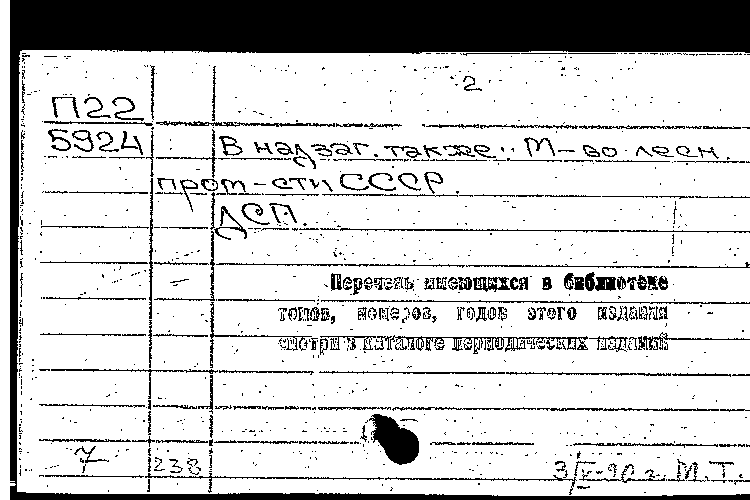 2
П22
5924 В надзаг. также: М-во лесн.
пром-сти СССР.
ДСП.
Перечень имеющихся в библиотеке
томов, номеров, годов этого издания
смотри в каталоге периодических изданий
7 238 3/V-90 г. М.Т.